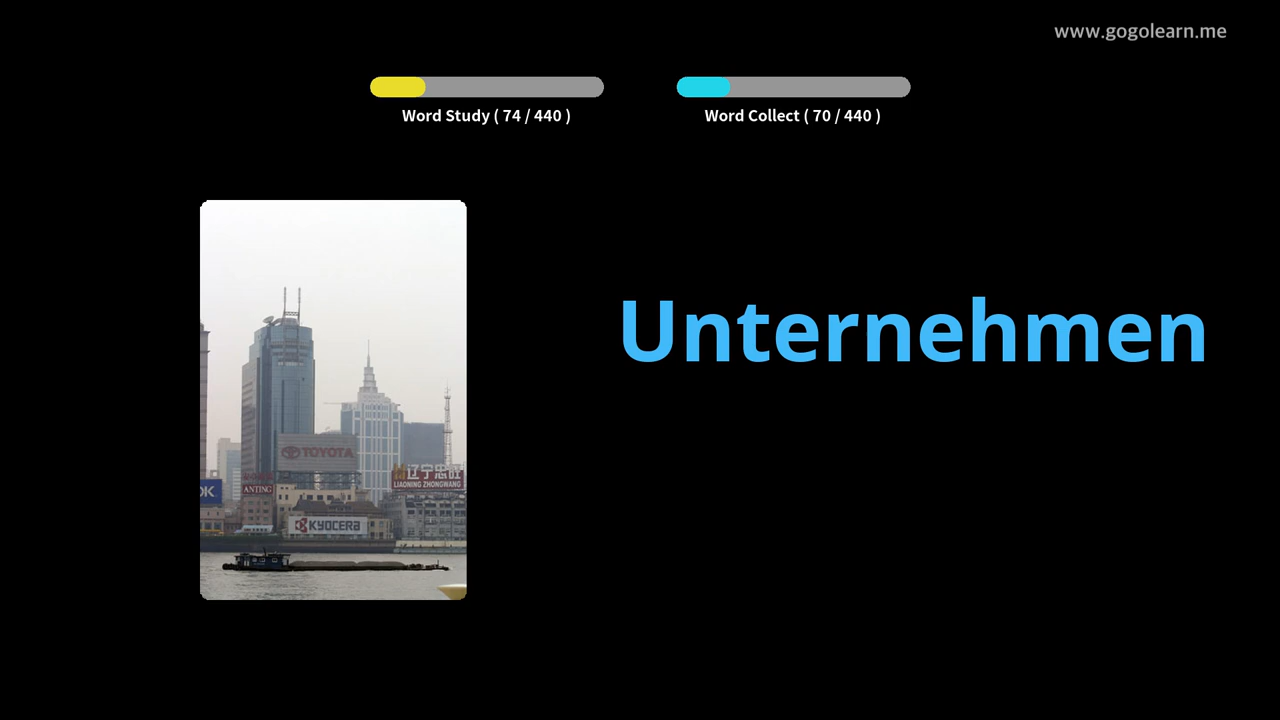 www.gogolearn.me
Word Study ( 74 / 440 )
Word Collect ( 70 / 440 )
Unternehmen
TOYOTA
辽宁忠旺
LIAONING ZHONGWANG
OK
ANTING
KYOCERA